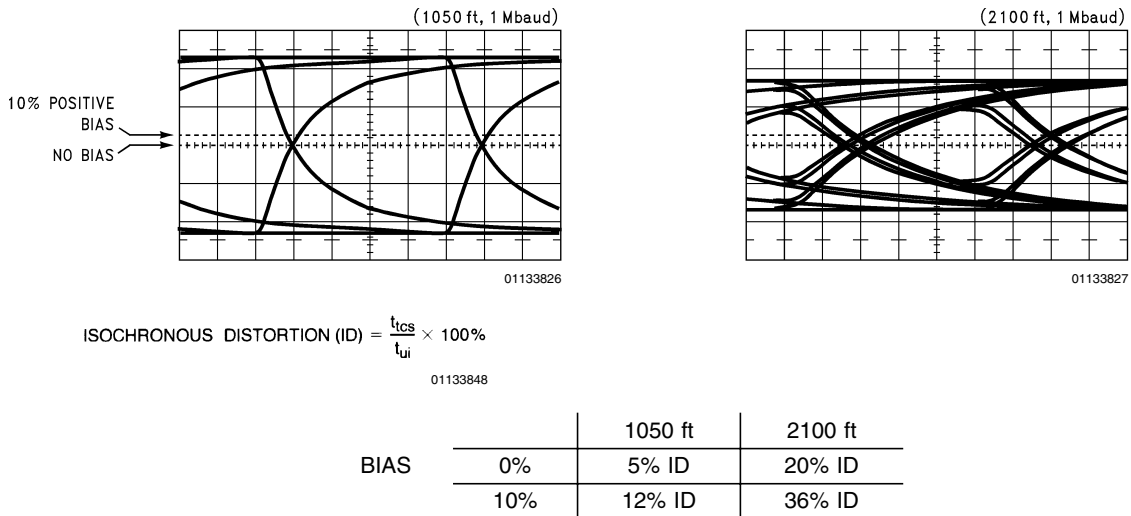 (1050 ft, 1 Mbaud)
(2100 ft, 1 Mbaud)
10% POSITIVE
BIAS
NO BIAS
01133826
01133827
ISOCHRONOUS DISTORTION (ID) = t_tcs / t_ui × 100%
01133848
1050 ft 2100 ft
BIAS 0% 5% ID 20% ID
10% 12% ID 36% ID